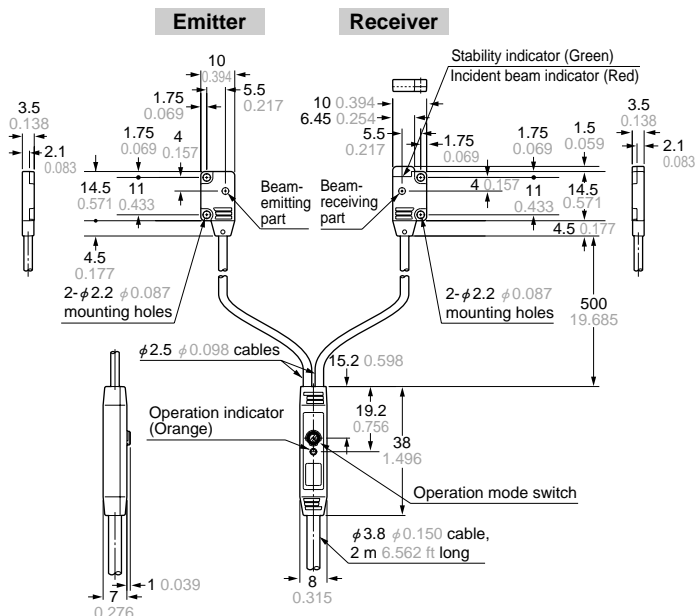 Emitter
Receiver
10
0.394
5.5
0.217
1.75
0.069
3.5
0.138
2.1
0.083
1.75
0.069
4
0.157
14.5
0.571
11
0.433
4.5
0.177
Beam-
emitting
part
2-φ2.2 φ0.087
mounting holes
Stability indicator (Green)
Incident beam indicator (Red)
10 0.394
6.45 0.254
5.5
0.217
1.75
0.069
1.75
0.069
1.5
0.059
3.5
0.138
2.1
0.083
Beam-
receiving
part
4 0.157
11
0.433
14.5
0.571
4.5 0.177
2-φ2.2 φ0.087
mounting holes
500
19.685
φ2.5 φ0.098 cables
15.2 0.598
Operation indicator
(Orange)
19.2
0.756
38
1.496
Operation mode switch
φ3.8 φ0.150 cable,
2 m 6.562 ft long
1 0.039
7
0.276
8
0.315